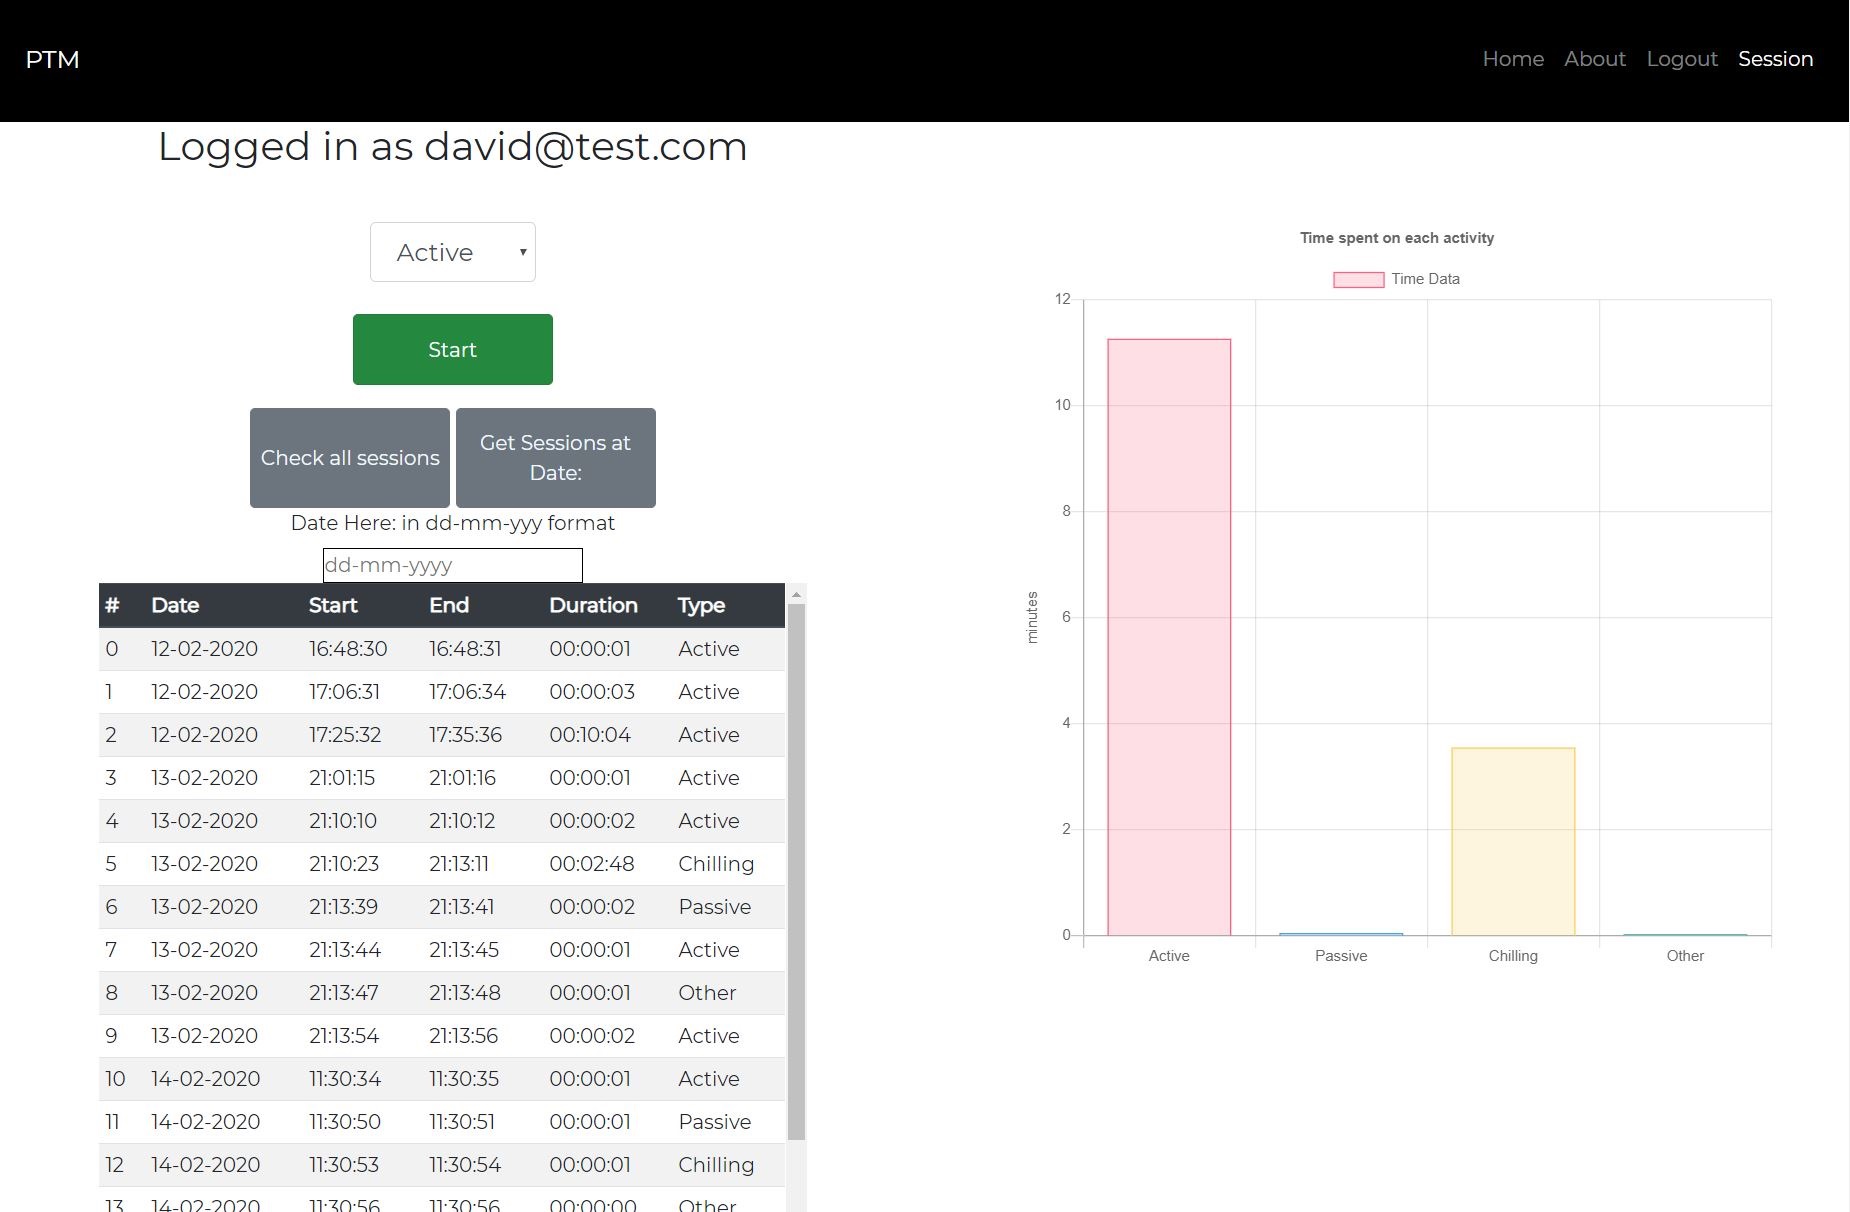 PTM
Home About Logout Session
Logged in as david@test.com
Active
Start
Check all sessions
Get Sessions at
Date:
Date Here: in dd-mm-yyy format
dd-mm-yyyy
# Date Start End Duration Type
0 12-02-2020 16:48:30 16:48:31 00:00:01 Active
1 12-02-2020 17:06:31 17:06:34 00:00:03 Active
2 12-02-2020 17:25:32 17:35:36 00:10:04 Active
3 13-02-2020 21:01:15 21:01:16 00:00:01 Active
4 13-02-2020 21:10:10 21:10:12 00:00:02 Active
5 13-02-2020 21:10:23 21:13:11 00:02:48 Chilling
6 13-02-2020 21:13:39 21:13:41 00:00:02 Passive
7 13-02-2020 21:13:44 21:13:45 00:00:01 Active
8 13-02-2020 21:13:47 21:13:48 00:00:01 Other
9 13-02-2020 21:13:54 21:13:56 00:00:02 Active
10 14-02-2020 11:30:34 11:30:35 00:00:01 Active
11 14-02-2020 11:30:50 11:30:51 00:00:01 Passive
12 14-02-2020 11:30:53 11:30:54 00:00:01 Chilling
13 14-02-2020 11:30:56 11:30:56 00:00:00 Other
Time spent on each activity
Time Data
12
10
8
6
4
2
0
minutes
Active Passive Chilling Other